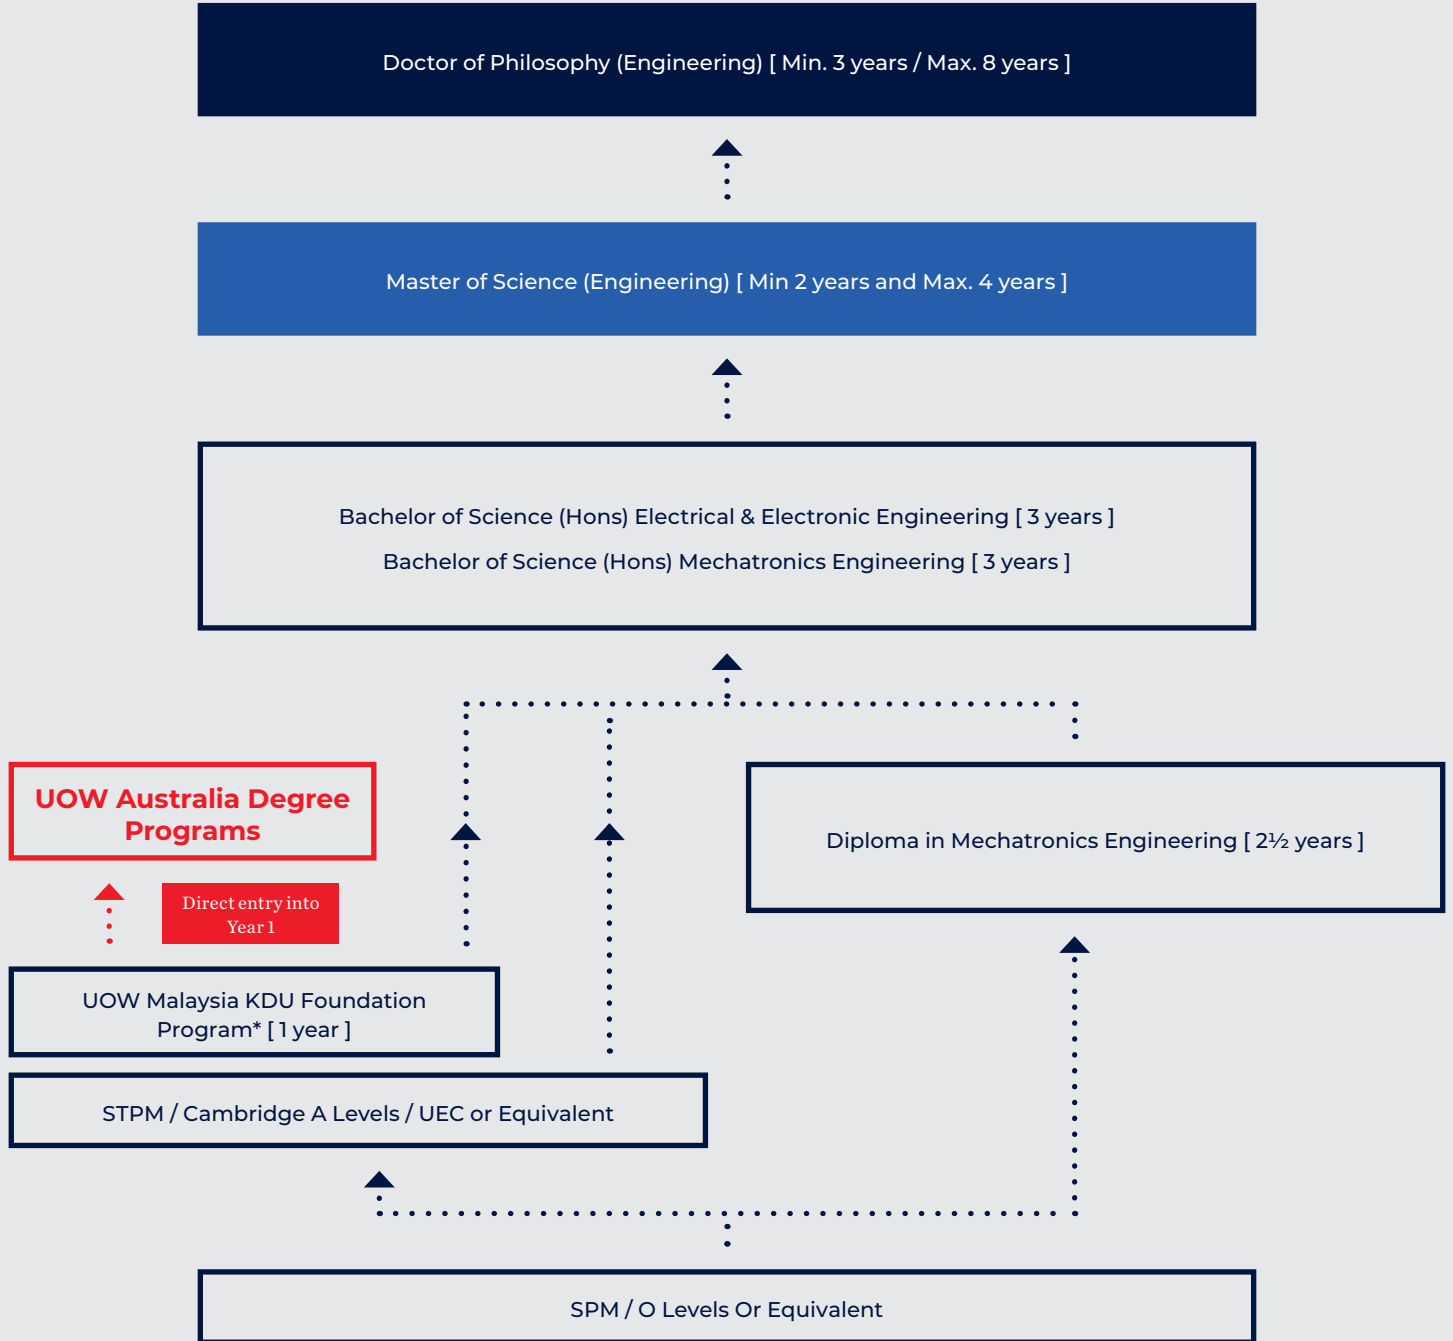 Doctor of Philosophy (Engineering) [ Min. 3 years / Max. 8 years ]
Master of Science (Engineering) [ Min 2 years and Max. 4 years ]
Bachelor of Science (Hons) Electrical & Electronic Engineering [ 3 years ]
Bachelor of Science (Hons) Mechatronics Engineering [ 3 years ]
UOW Australia Degree
Programs
Diploma in Mechatronics Engineering [ 2½ years ]
Direct entry into
Year 1
UOW Malaysia KDU Foundation
Program* [ 1 year ]
STPM / Cambridge A Levels / UEC or Equivalent
SPM / O Levels Or Equivalent